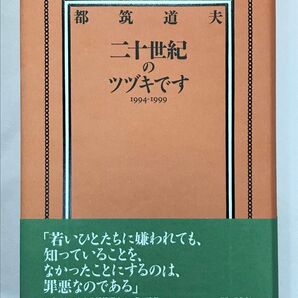 都筑道夫
二十世紀
の
ツヅキです
1994-1999
「若いひとたちに嫌われても、
知っていることを、
なかったことにするのは、
罪悪なのである」